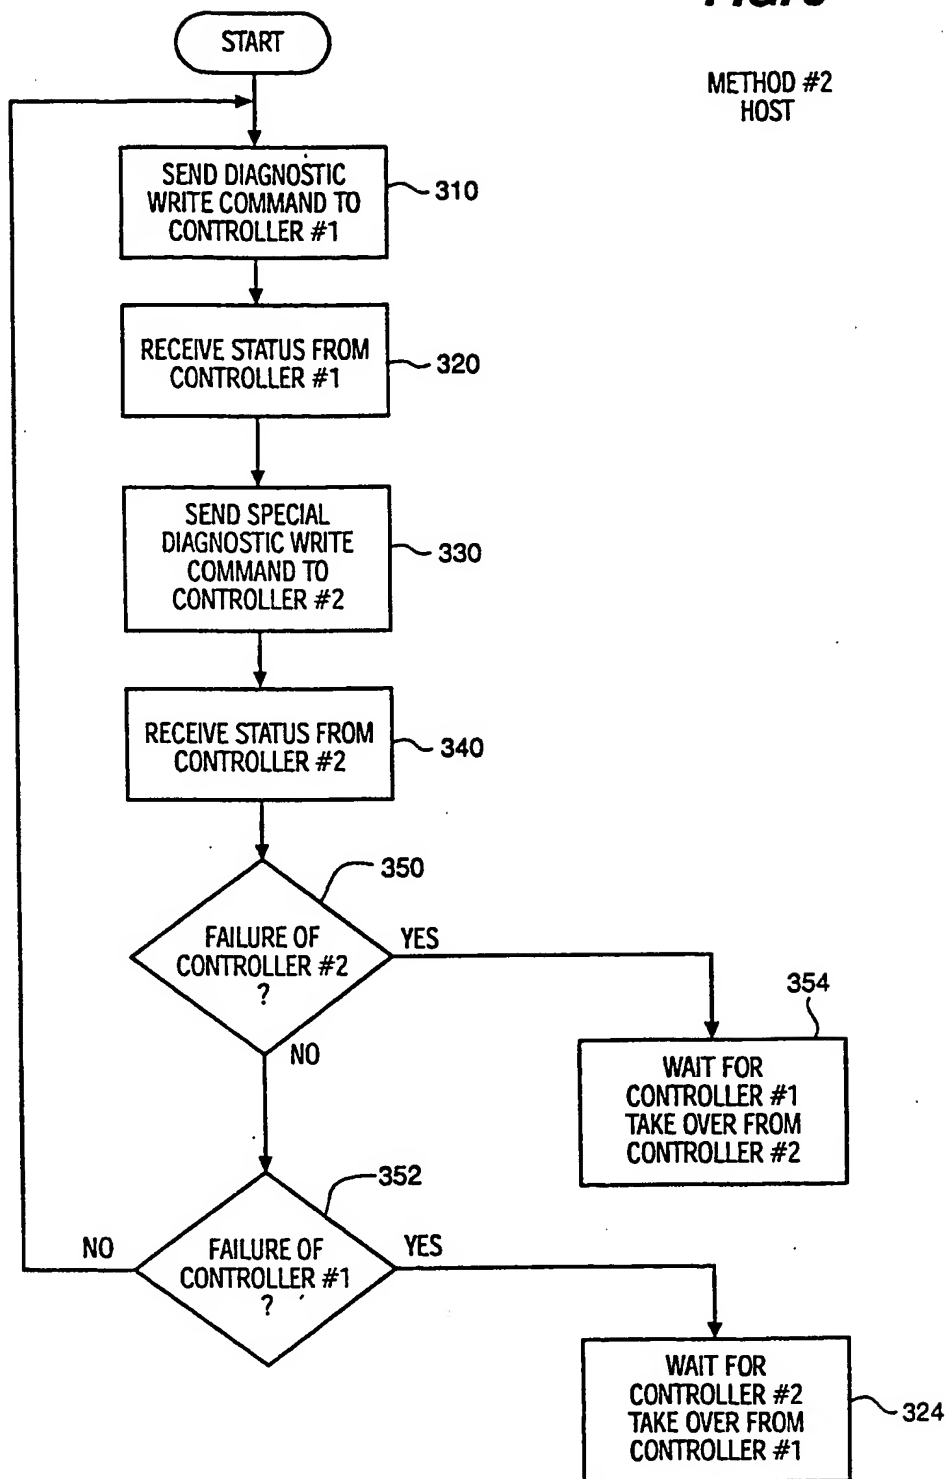 START
METHOD #2
HOST
SEND DIAGNOSTIC
WRITE COMMAND TO
CONTROLLER #1
310
RECEIVE STATUS FROM
CONTROLLER #1
320
SEND SPECIAL
DIAGNOSTIC WRITE
COMMAND TO
CONTROLLER #2
330
RECEIVE STATUS FROM
CONTROLLER #2
340
350
FAILURE OF
CONTROLLER #2
?
YES
NO
354
WAIT FOR
CONTROLLER #1
TAKE OVER FROM
CONTROLLER #2
352
FAILURE OF
CONTROLLER #1
?
NO
YES
WAIT FOR
CONTROLLER #2
TAKE OVER FROM
CONTROLLER #1
324